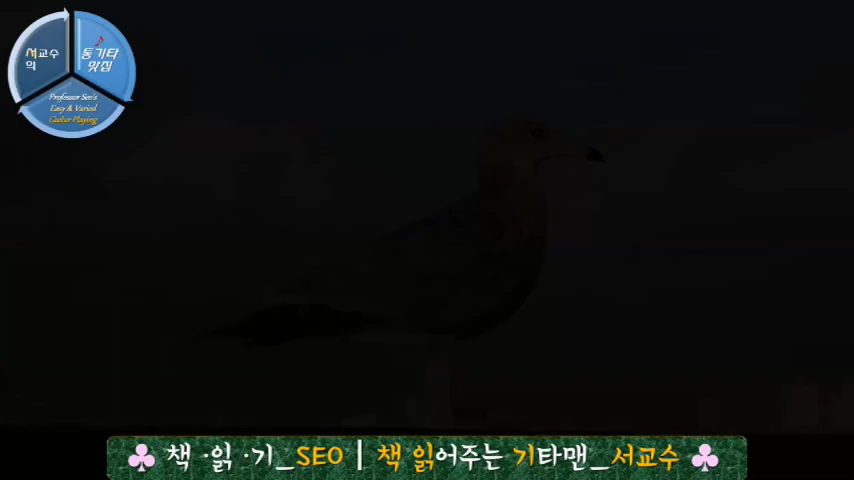 서교수
의
통기타
맛집
Professor Seo's
Easy & Varied
Guitar Playing
♣ 책 ·읽 ·기_SEO | 책 읽어주는 기타맨_서교수 ♣